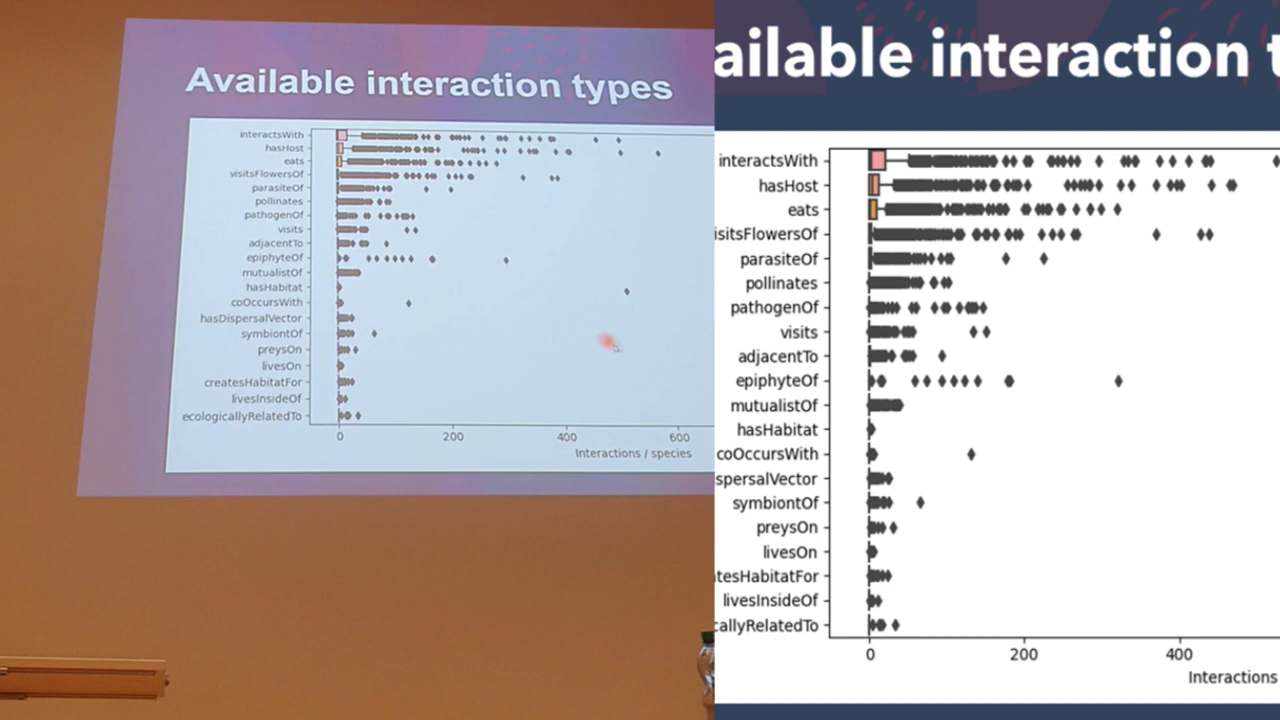 Available interaction types
interactsWith
hasHost
eats
visitsFlowersOf
parasiteOf
pollinates
pathogenOf
visits
adjacentTo
epiphyteOf
mutualistOf
hasHabitat
coOccursWith
hasDispersalVector
symbiontOf
preysOn
livesOn
createsHabitatFor
livesInsideOf
ecologicallyRelatedTo
0 200 400 600
Interactions / species
ailable interaction t
interactsWith
hasHost
eats
isitsFlowersOf
parasiteOf
pollinates
pathogenOf
visits
adjacentTo
epiphyteOf
mutualistOf
hasHabitat
coOccursWith
spersalVector
symbiontOf
preysOn
livesOn
tesHabitatFor
livesInsideOf
callyRelatedTo
0 200 400
Interactions